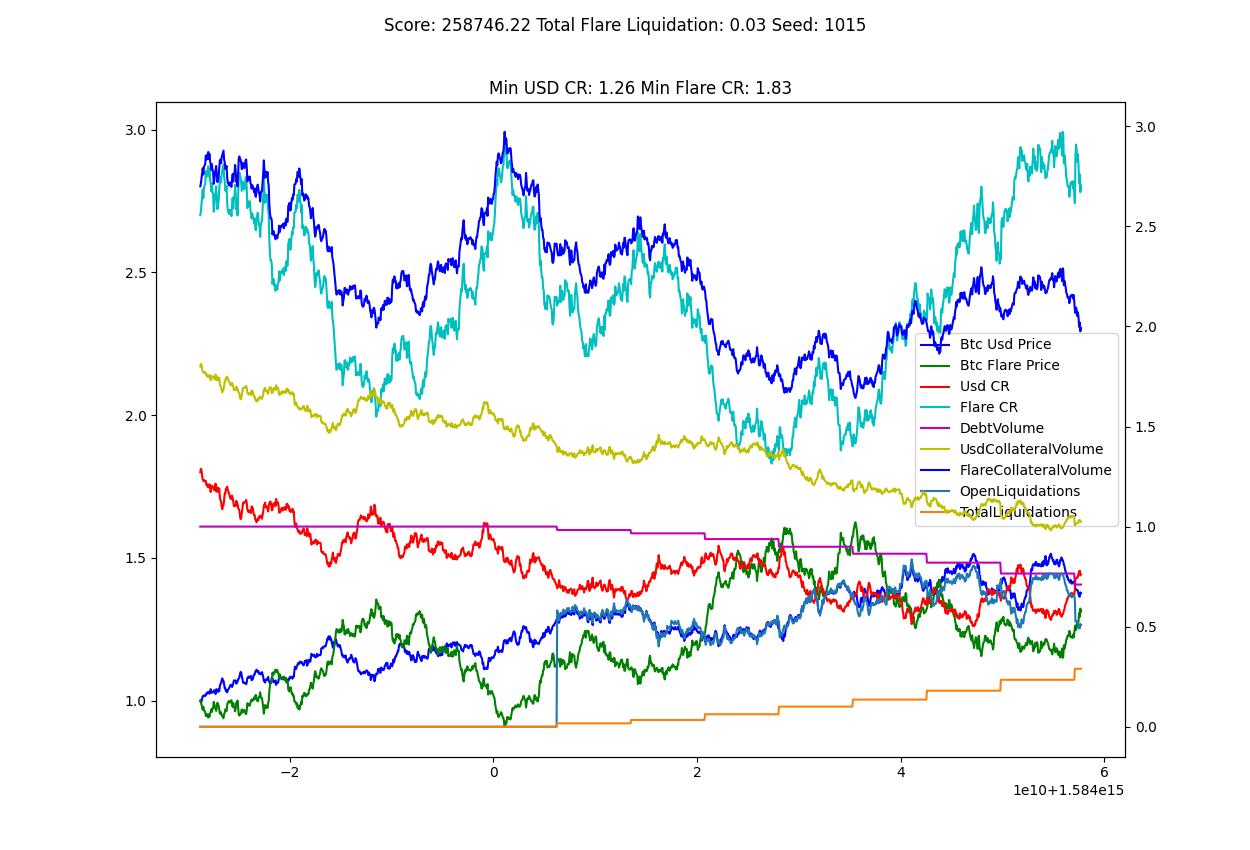 Score: 258746.22 Total Flare Liquidation: 0.03 Seed: 1015
Min USD CR: 1.26 Min Flare CR: 1.83
3.0
2.5
2.0
1.5
1.0
3.0
2.5
2.0
1.5
1.0
0.5
0.0
Btc Usd Price
Btc Flare Price
Usd CR
Flare CR
DebtVolume
UsdCollateralVolume
FlareCollateralVolume
OpenLiquidations
TotalLiquidations
−2 0 2 4 6
1e10+1.584e15